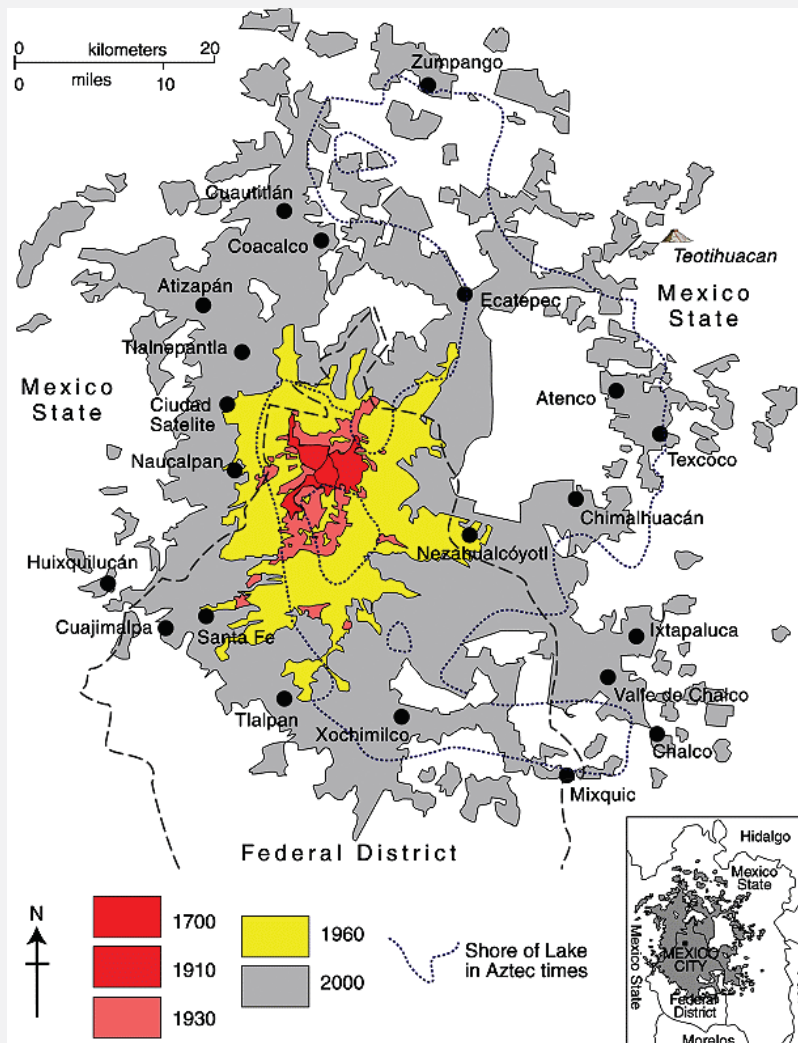 0 kilometers 20
0 miles 10
Zumpango
Cuautitlán
Coacalco
Teotihuacan
Atizapán
Ecatepec
Mexico
State
Tlalnepantla
Mexico
State
Ciudad
Satelite
Atenco
Naucalpan
Texcoco
Chimalhuacán
Nezahualcóyotl
Huixquilucán
Cuajimalpa
Santa Fe
Ixtapaluca
Valle de Chalco
Tlalpan
Xochimilco
Chalco
Mixquic
Federal District
N
1700
1910
1930
1960
2000
Shore of Lake
in Aztec times
Hidalgo
Mexico
State
Mexico State
MEXICO
CITY
Federal
District
Morelos